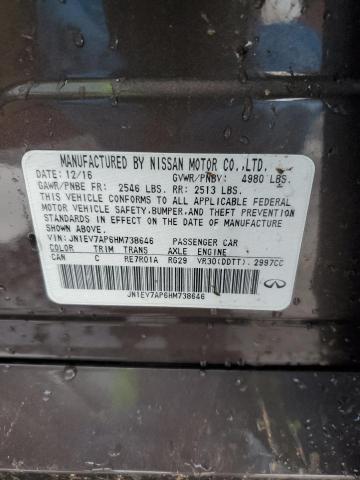 MANUFACTURED BY NISSAN MOTOR CO., LTD.
DATE: 12/16 GVWR/PNBV: 4980 LBS.
GAWR/PNBE FR: 2546 LBS. RR: 2513 LBS.
THIS VEHICLE CONFORMS TO ALL APPLICABLE FEDERAL
MOTOR VEHICLE SAFETY, BUMPER, AND THEFT PREVENTION
STANDARDS IN EFFECT ON THE DATE OF MANUFACTURE
SHOWN ABOVE.
V: JN1EV7AP6HM738646 PASSENGER CAR
COLOR TRIM TRANS AXLE ENGINE
CAN C RE7R01A RG29 VR30(DDTT). 2997CC
JN1EV7AP6HM738646